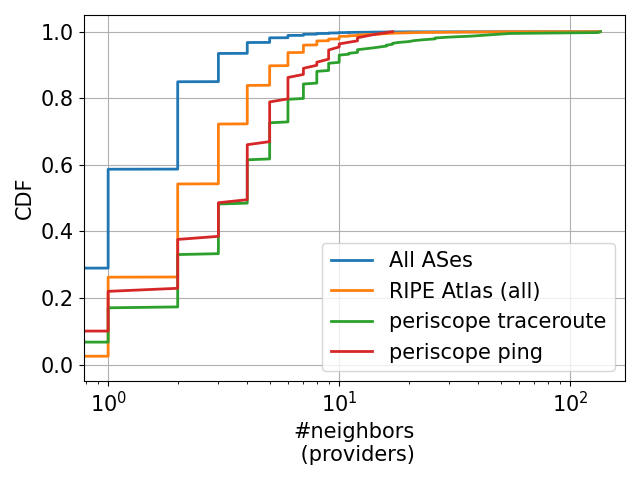 1.0
0.8
0.6
0.4
0.2
0.0
CDF
All ASes
RIPE Atlas (all)
periscope traceroute
periscope ping
10⁰
10¹
10²
#neighbors
(providers)